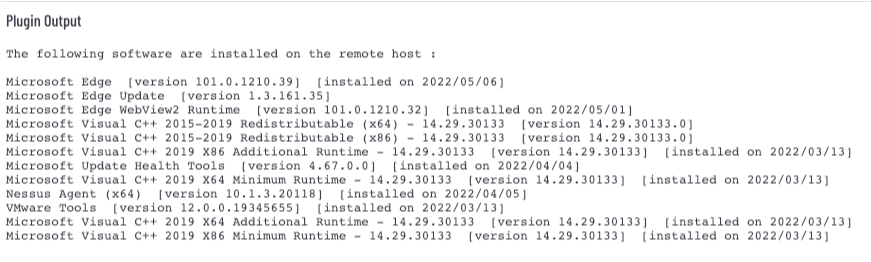 Plugin Output
The following software are installed on the remote host :
Microsoft Edge [version 101.0.1210.39] [installed on 2022/05/06]
Microsoft Edge Update [version 1.3.161.35]
Microsoft Edge WebView2 Runtime [version 101.0.1210.32] [installed on 2022/05/01]
Microsoft Visual C++ 2015-2019 Redistributable (x64) - 14.29.30133 [version 14.29.30133.0]
Microsoft Visual C++ 2015-2019 Redistributable (x86) - 14.29.30133 [version 14.29.30133.0]
Microsoft Visual C++ 2019 X86 Additional Runtime - 14.29.30133 [version 14.29.30133] [installed on 2022/03/13]
Microsoft Update Health Tools [version 4.67.0.0] [installed on 2022/04/04]
Microsoft Visual C++ 2019 X64 Minimum Runtime - 14.29.30133 [version 14.29.30133] [installed on 2022/03/13]
Nessus Agent (x64) [version 10.1.3.20118] [installed on 2022/04/05]
VMware Tools [version 12.0.0.19345655] [installed on 2022/03/13]
Microsoft Visual C++ 2019 X64 Additional Runtime - 14.29.30133 [version 14.29.30133] [installed on 2022/03/13]
Microsoft Visual C++ 2019 X86 Minimum Runtime - 14.29.30133 [version 14.29.30133] [installed on 2022/03/13]